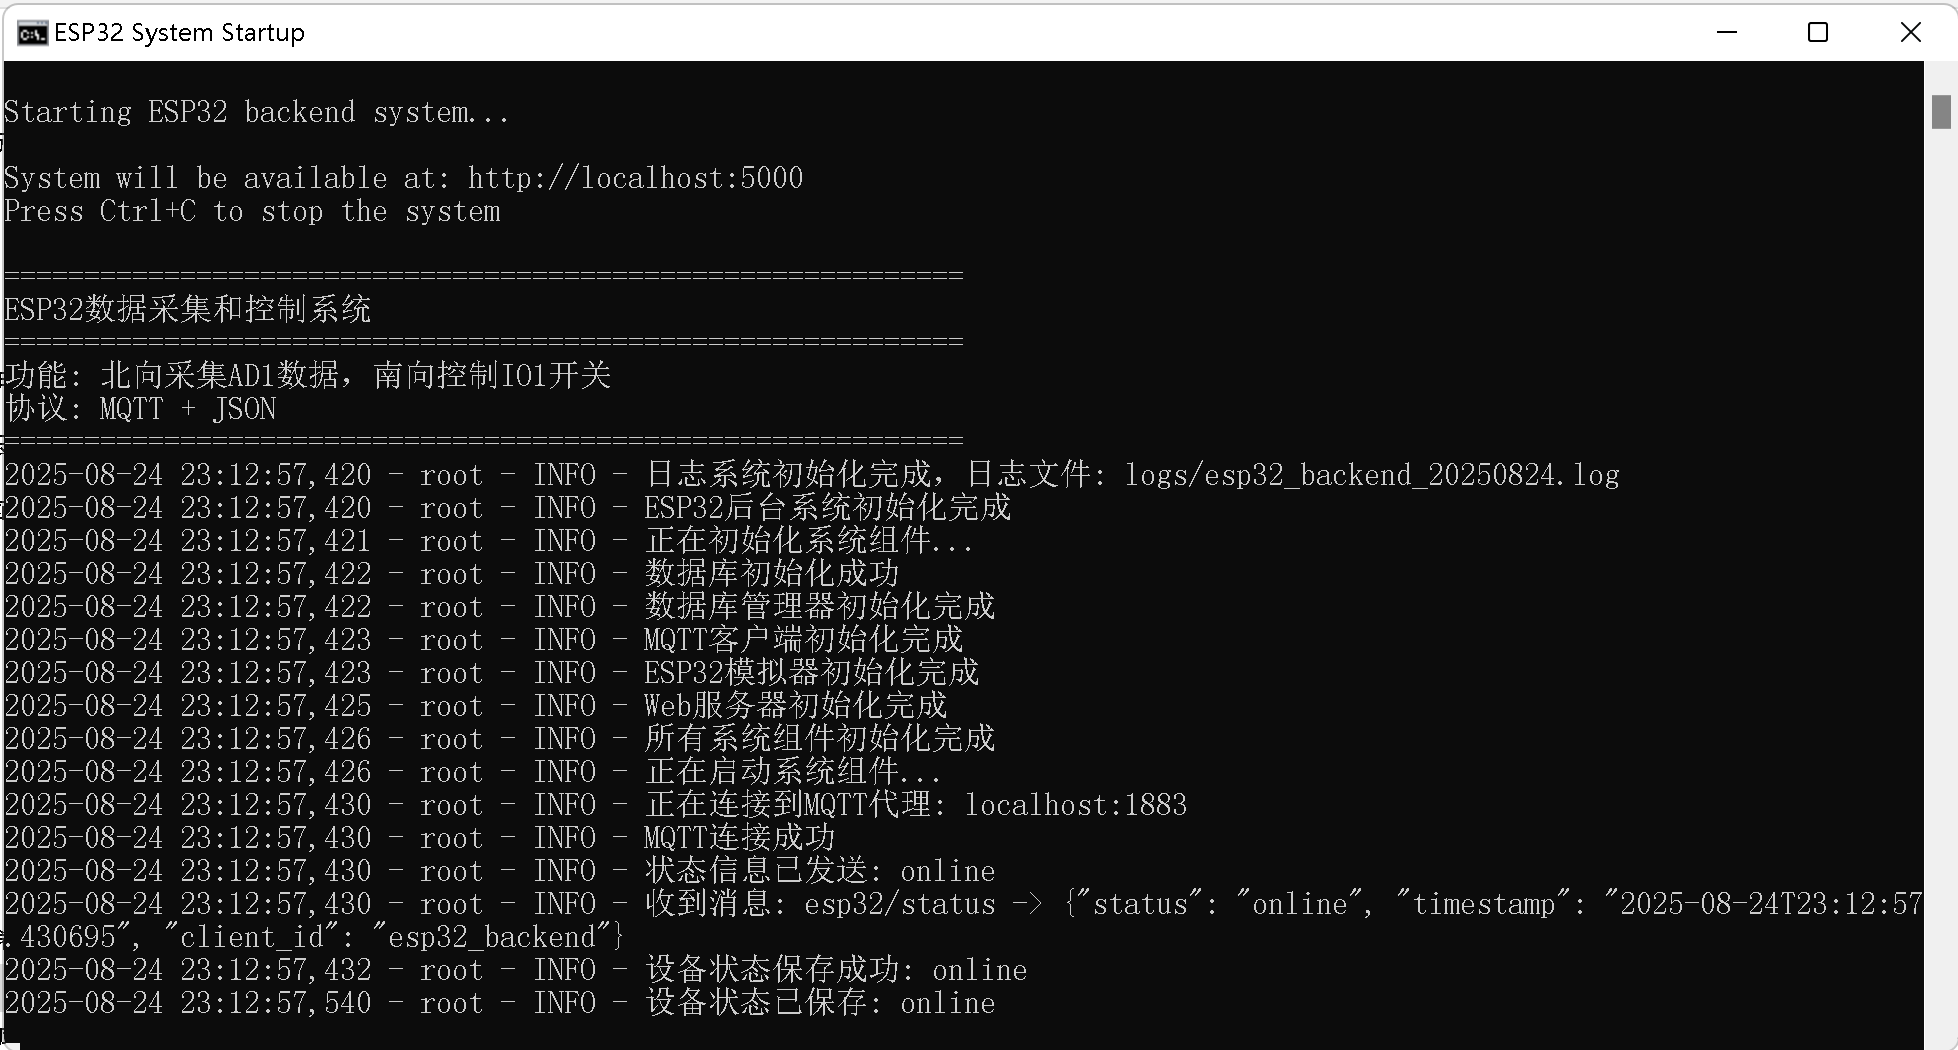 ESP32 System Startup
Starting ESP32 backend system...
System will be available at: http://localhost:5000
Press Ctrl+C to stop the system
============================================================
ESP32数据采集和控制系统
============================================================
功能: 北向采集AD1数据，南向控制IO1开关
协议: MQTT + JSON
============================================================
2025-08-24 23:12:57,420 - root - INFO - 日志系统初始化完成，日志文件: logs/esp32_backend_20250824.log
2025-08-24 23:12:57,420 - root - INFO - ESP32后台系统初始化完成
2025-08-24 23:12:57,421 - root - INFO - 正在初始化系统组件...
2025-08-24 23:12:57,422 - root - INFO - 数据库初始化成功
2025-08-24 23:12:57,422 - root - INFO - 数据库管理器初始化完成
2025-08-24 23:12:57,423 - root - INFO - MQTT客户端初始化完成
2025-08-24 23:12:57,423 - root - INFO - ESP32模拟器初始化完成
2025-08-24 23:12:57,425 - root - INFO - Web服务器初始化完成
2025-08-24 23:12:57,426 - root - INFO - 所有系统组件初始化完成
2025-08-24 23:12:57,426 - root - INFO - 正在启动系统组件...
2025-08-24 23:12:57,430 - root - INFO - 正在连接到MQTT代理: localhost:1883
2025-08-24 23:12:57,430 - root - INFO - MQTT连接成功
2025-08-24 23:12:57,430 - root - INFO - 状态信息已发送: online
2025-08-24 23:12:57,430 - root - INFO - 收到消息: esp32/status -> {"status": "online", "timestamp": "2025-08-24T23:12:57
.430695", "client_id": "esp32_backend"}
2025-08-24 23:12:57,432 - root - INFO - 设备状态保存成功: online
2025-08-24 23:12:57,540 - root - INFO - 设备状态已保存: online